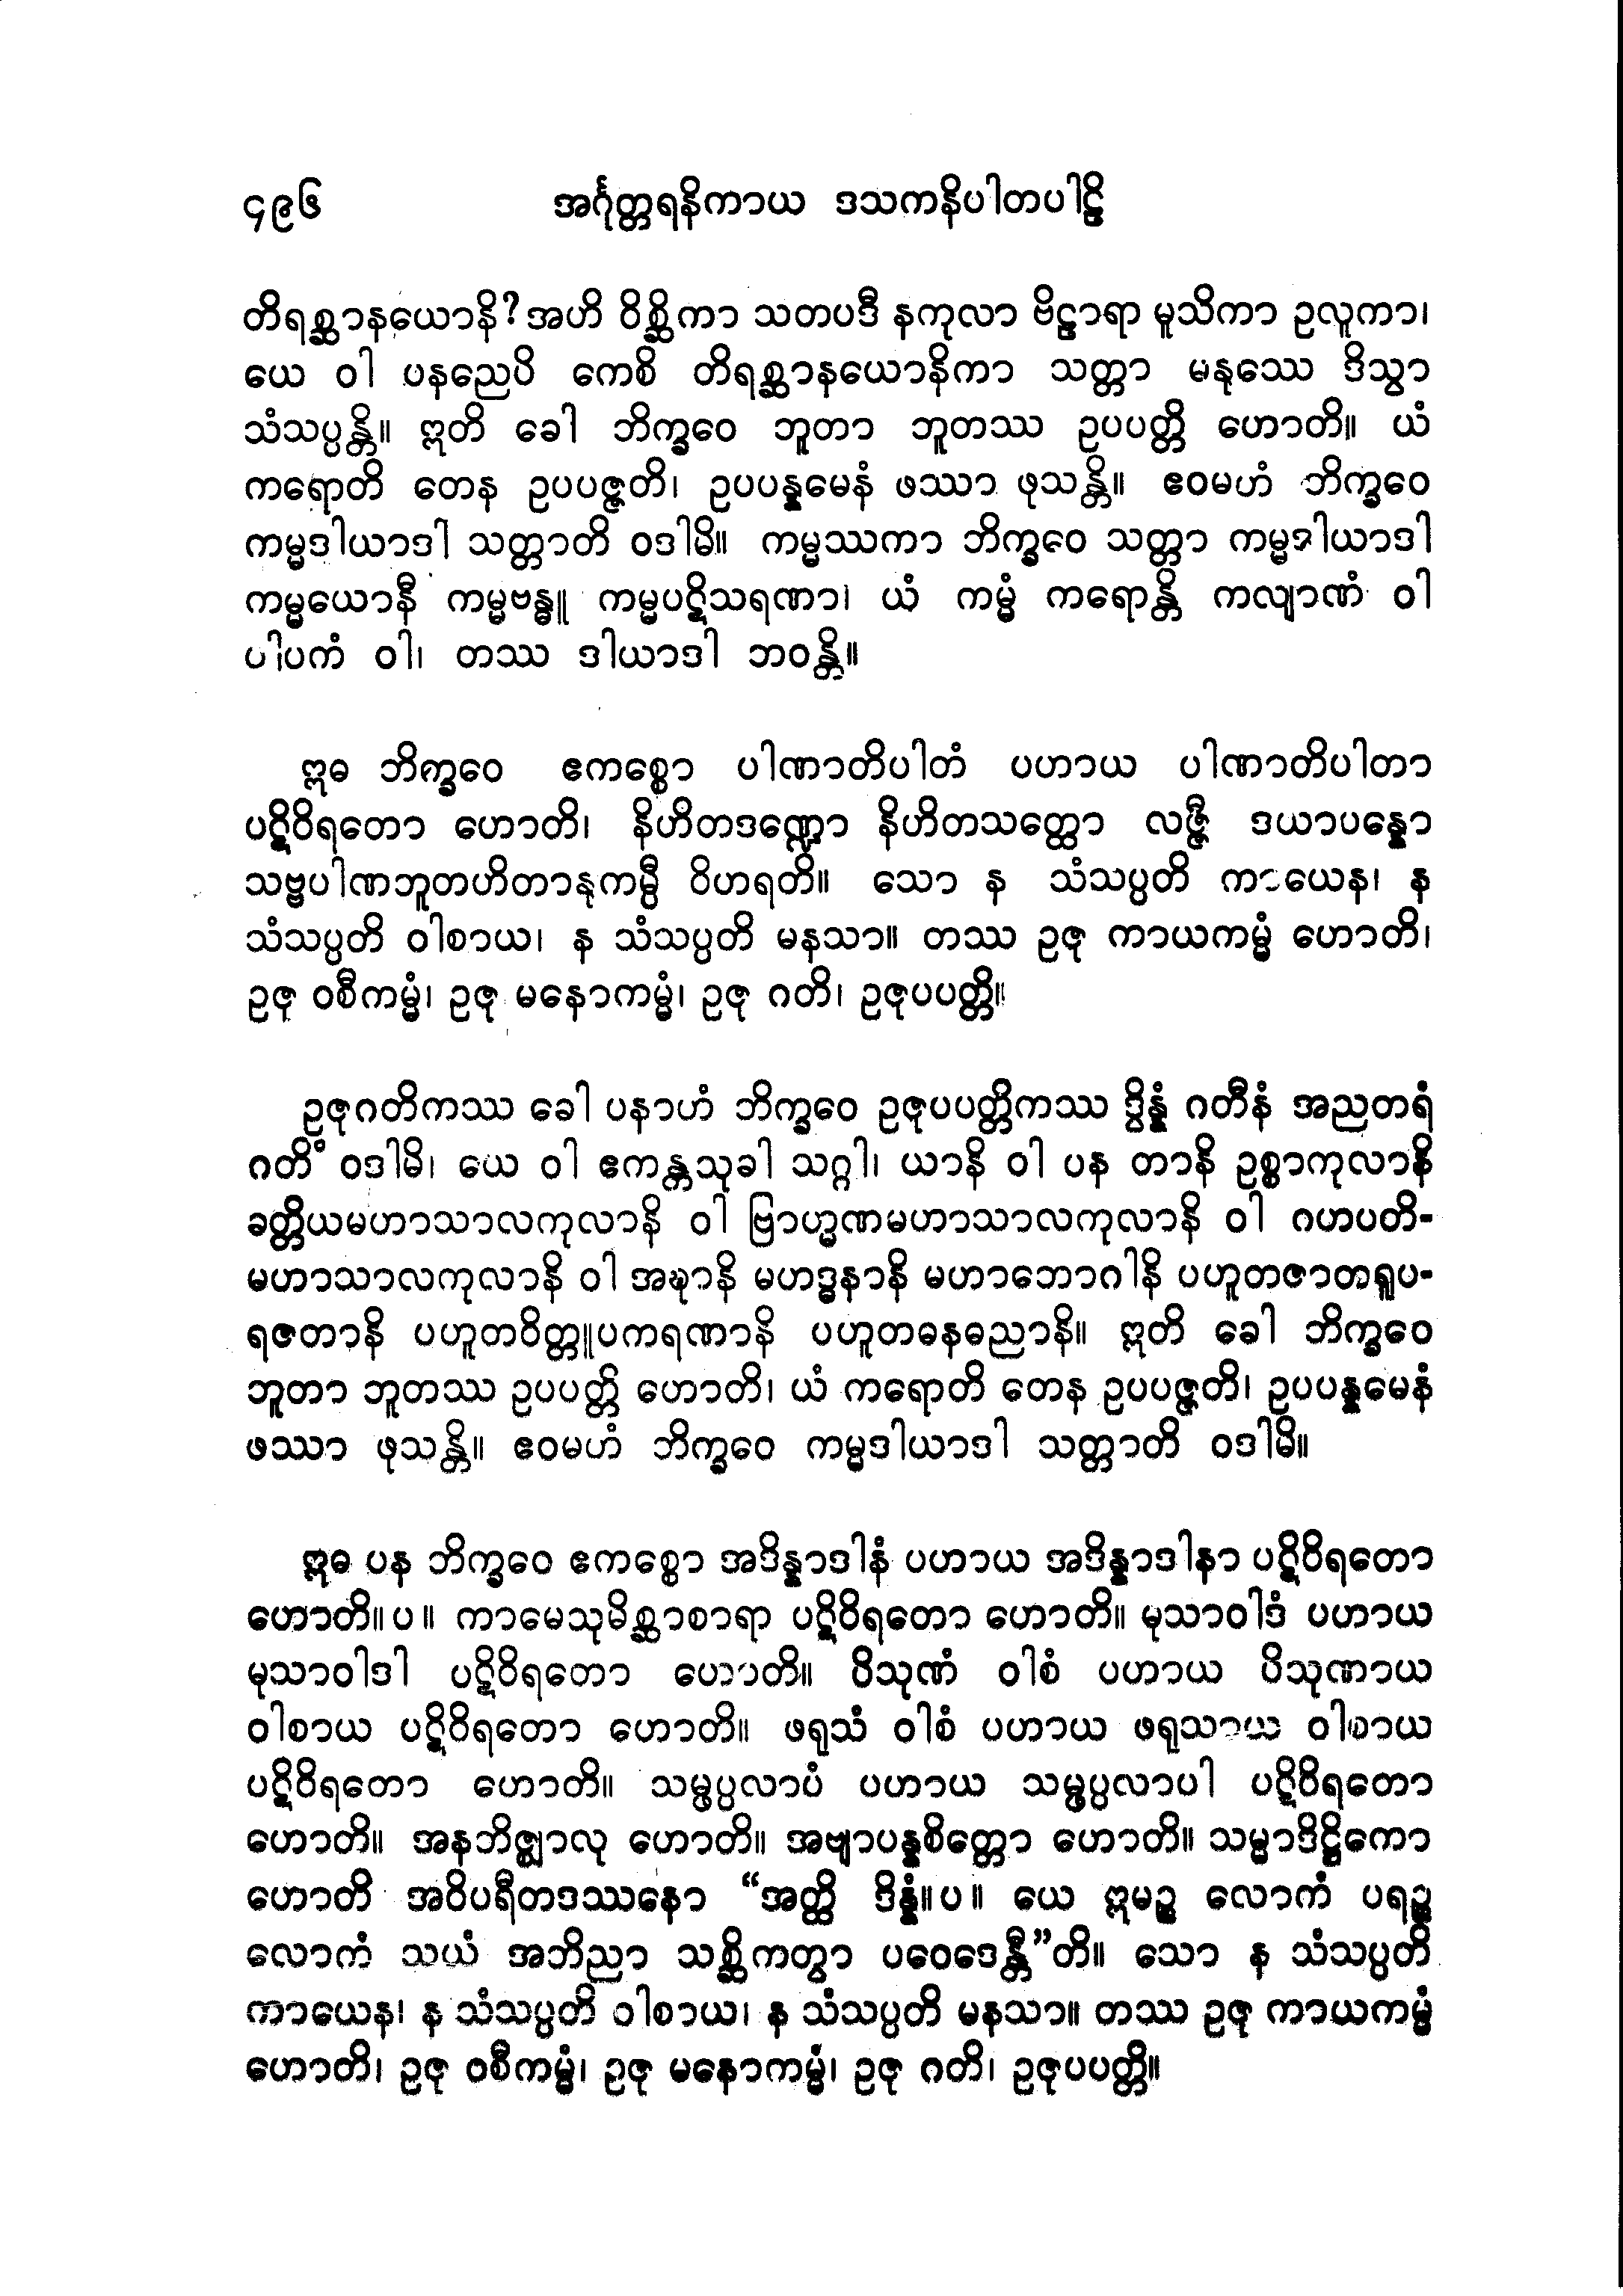 ၄၉၆ အင်္ဂုတ္တရနိကာယ ဒသကနိပါတပါဠိ
တိရစ္ဆာနယောနိ? အဟိ ဝိစ္ဆိကာ သတပဒီ နကုလာ ဗိဠာရာ မူသိကာ ဥလူကာ၊
ယေ ဝါ ပနညေပိ ကေစိ တိရစ္ဆာနယောနိကာ သတ္တာ မနုဿေ ဒိသွာ
သံသပ္ပန္တိ။ ဣတိ ခေါ ဘိက္ခဝေ ဘူတာ ဘူတဿ ဥပပတ္တိ ဟောတိ။ ယံ
ကရောတိ တေန ဥပပဇ္ဇတိ၊ ဥပပန္နမေနံ ဖဿာ ဖုသန္တိ။ ဧဝမဟံ ဘိက္ခဝေ
ကမ္မဒါယာဒါ သတ္တာတိ ဝဒါမိ။ ကမ္မဿကာ ဘိက္ခဝေ သတ္တာ ကမ္မဒါယာဒါ
ကမ္မယောနီ ကမ္မဗန္ဓူ ကမ္မပဋိသရဏာ၊ ယံ ကမ္မံ ကရောန္တိ ကလျာဏံ ဝါ
ပါပကံ ဝါ၊ တဿ ဒါယာဒါ ဘဝန္တိ။
ဣဓ ဘိက္ခဝေ ဧကစ္စော ပါဏာတိပါတံ ပဟာယ ပါဏာတိပါတာ
ပဋိဝိရတော ဟောတိ၊ နိဟိတဒဏ္ဍော နိဟိတသတ္ထော လဇ္ဇီ ဒယာပန္နော
သဗ္ဗပါဏဘူတဟိတာနုကမ္ပီ ဝိဟရတိ။ သော န သံသပ္ပတိ ကာယေန၊ န
သံသပ္ပတိ ဝါစာယ၊ န သံသပ္ပတိ မနသာ။ တဿ ဥဇု ကာယကမ္မံ ဟောတိ၊
ဥဇု ဝစီကမ္မံ၊ ဥဇု မနောကမ္မံ၊ ဥဇု ဂတိ၊ ဥဇုပပတ္တိ။
ဥဇုဂတိကဿ ခေါ ပနာဟံ ဘိက္ခဝေ ဥဇုပပတ္တိကဿ ဒွိန္နံ ဂတီနံ အညတရံ
ဂတိံ ဝဒါမိ၊ ယေ ဝါ ဧကန္တသုခါ သဂ္ဂါ၊ ယာနိ ဝါ ပန တာနိ ဥစ္စာကုလာနိ
ခတ္တိယမဟာသာလကုလာနိ ဝါ ဗြာဟ္မဏမဟာသာလကုလာနိ ဝါ ဂဟပတိ-
မဟာသာလကုလာနိ ဝါ အဍ္ဎာနိ မဟဒ္ဓနာနိ မဟာဘောဂါနိ ပဟူတဇာတရူပ-
ရဇတာနိ ပဟူတဝိတ္တူပကရဏာနိ ပဟူတဓနဓညာနိ။ ဣတိ ခေါ ဘိက္ခဝေ
ဘူတာ ဘူတဿ ဥပပတ္တိ ဟောတိ၊ ယံ ကရောတိ တေန ဥပပဇ္ဇတိ၊ ဥပပန္နမေနံ
ဖဿာ ဖုသန္တိ။ ဧဝမဟံ ဘိက္ခဝေ ကမ္မဒါယာဒါ သတ္တာတိ ဝဒါမိ။
ဣဓ ပန ဘိက္ခဝေ ဧကစ္စော အဒိန္နာဒါနံ ပဟာယ အဒိန္နာဒါနာ ပဋိဝိရတော
ဟောတိ။ ပ။ ကာမေသုမိစ္ဆာစာရာ ပဋိဝိရတော ဟောတိ။ မုသာဝါဒံ ပဟာယ
မုသာဝါဒါ ပဋိဝိရတော ဟောတိ။ ပိသုဏံ ဝါစံ ပဟာယ ပိသုဏာယ
ဝါစာယ ပဋိဝိရတော ဟောတိ။ ဖရုသံ ဝါစံ ပဟာယ ဖရုသာယ ဝါစာယ
ပဋိဝိရတော ဟောတိ။ သမ္ဖပ္ပလာပံ ပဟာယ သမ္ဖပ္ပလာပါ ပဋိဝိရတော
ဟောတိ။ အနဘိဇ္ဈာလု ဟောတိ။ အဗျာပန္နစိတ္တော ဟောတိ။ သမ္မာဒိဋ္ဌိကော
ဟောတိ အဝိပရီတဒဿနော “အတ္ထိ ဒိန္နံ။ ပ။ ယေ ဣမဉ္စ လောကံ ပရဉ္စ
လောကံ သယံ အဘိညာ သစ္ဆိကတွာ ပဝေဒေန္တီ”တိ။ သော န သံသပ္ပတိ
ကာယေန၊ န သံသပ္ပတိ ဝါစာယ၊ န သံသပ္ပတိ မနသာ။ တဿ ဥဇု ကာယကမ္မံ
ဟောတိ၊ ဥဇု ဝစီကမ္မံ၊ ဥဇု မနောကမ္မံ၊ ဥဇု ဂတိ၊ ဥဇုပပတ္တိ။